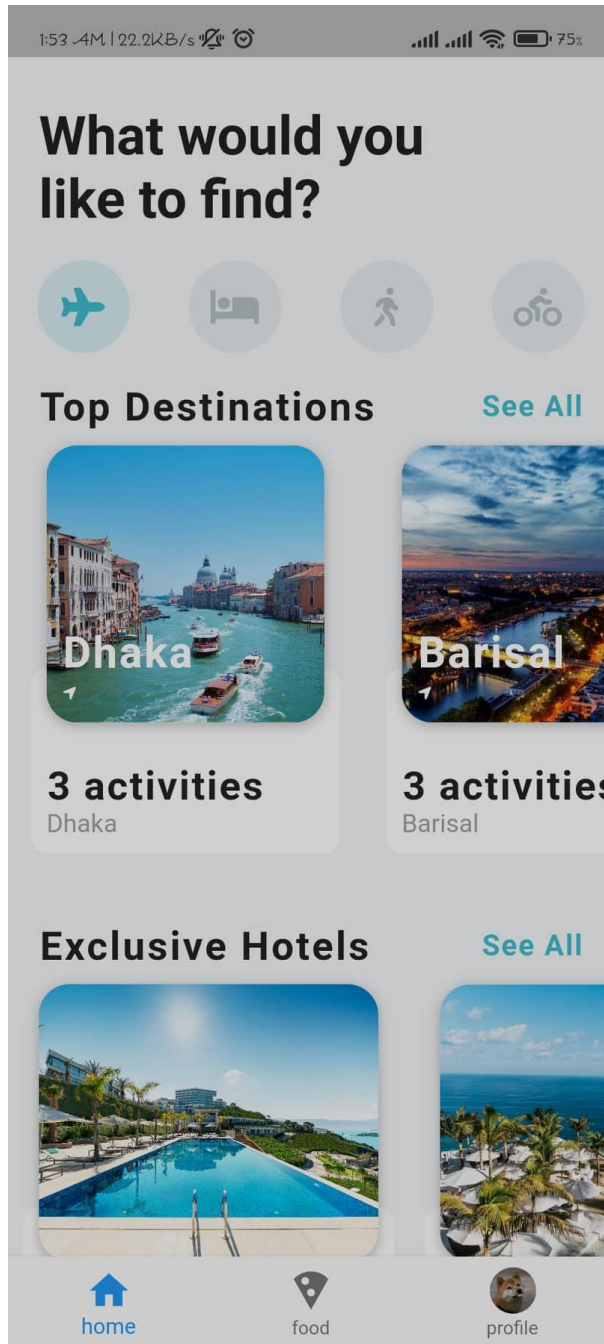 1:53 AM | 22.2KB/s 75%
What would you
like to find?
Top Destinations See All
Dhaka Barisal
3 activities 3 activities
Dhaka Barisal
Exclusive Hotels See All
home food profile